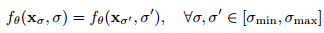 f_θ(x_σ, σ) = f_θ(x_σ′, σ′), ∀σ, σ′ ∈ [σ_min, σ_max]